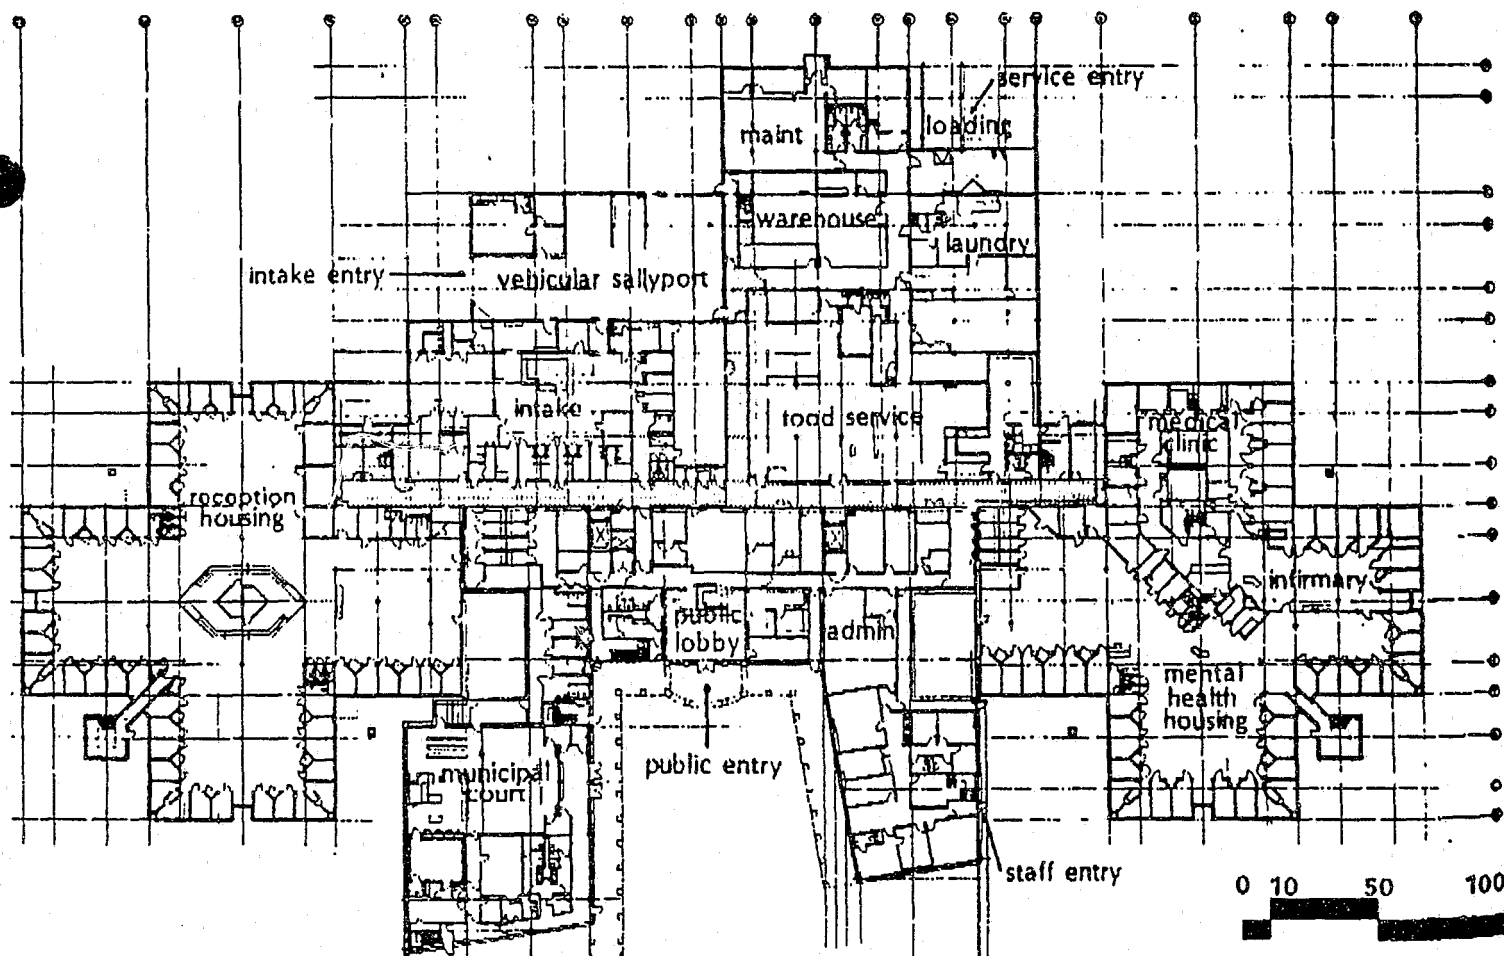 service entry
maint
loading
warehouse
laundry
intake entry
vehicular sallyport
intake
food service
medical
clinic
reception
housing
infirmary
public
lobby
admin
mental
health
housing
public entry
municipal
court
staff entry
0 10 50 100